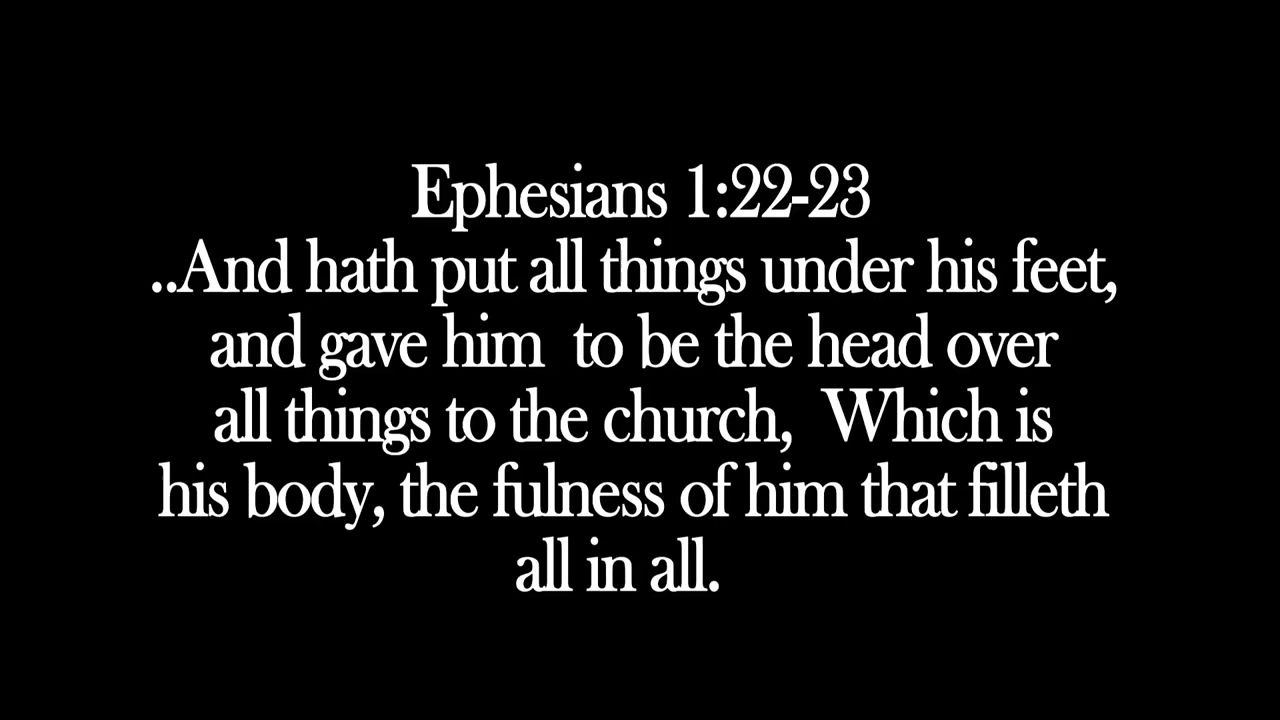 Ephesians 1:22-23
..And hath put all things under his feet,
and gave him  to be the head over
all things to the church,  Which is
his body, the fulness of him that filleth
all in all.